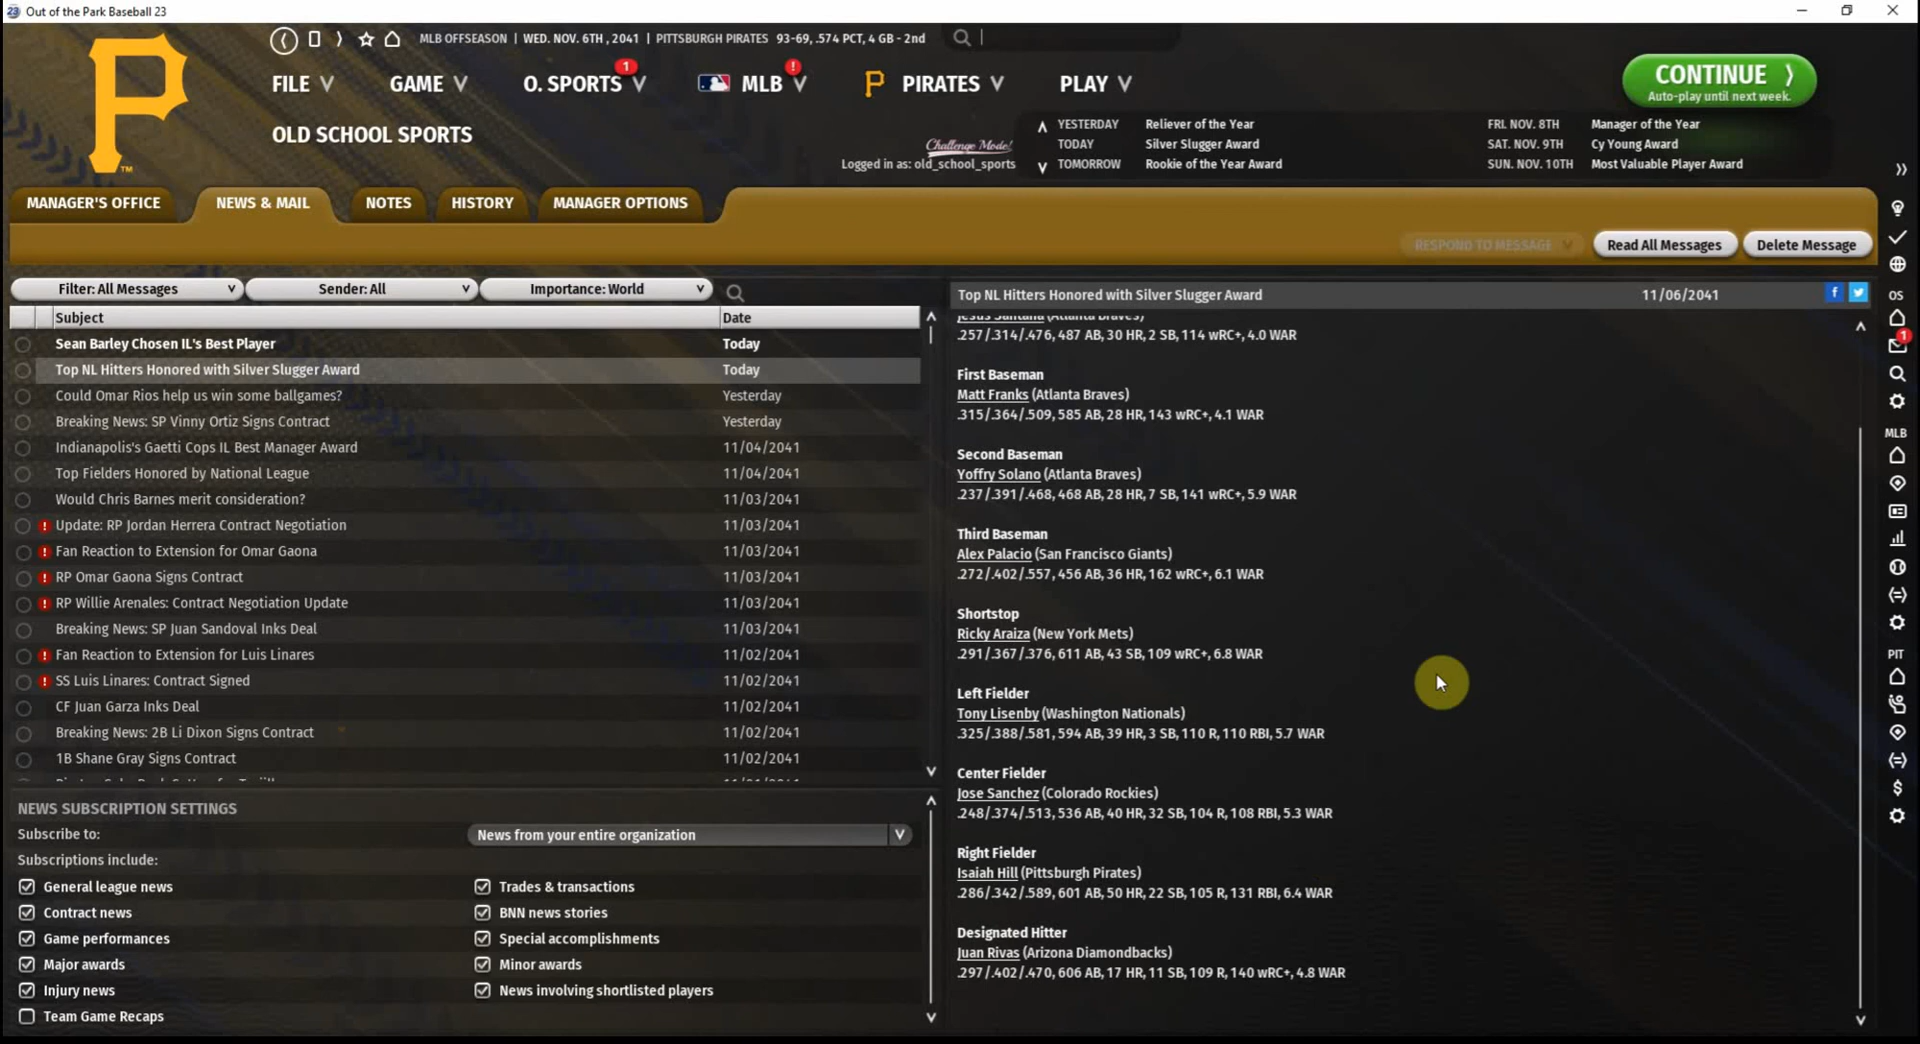 Out of the Park Baseball 23
MLB OFFSEASON | WED. NOV. 6TH , 2041 | PITTSBURGH PIRATES 93-69, .574 PCT, 4 GB - 2nd
FILE GAME O. SPORTS 1 MLB ! PIRATES PLAY
CONTINUE
Auto-play until next week.
OLD SCHOOL SPORTS
Challenge Mode!
Logged in as: old_school_sports
YESTERDAY Reliever of the Year
TODAY Silver Slugger Award
TOMORROW Rookie of the Year Award
FRI. NOV. 8TH Manager of the Year
SAT. NOV. 9TH Cy Young Award
SUN. NOV. 10TH Most Valuable Player Award
MANAGER'S OFFICE NEWS & MAIL NOTES HISTORY MANAGER OPTIONS
RESPOND TO MESSAGE Read All Messages Delete Message
Filter: All Messages Sender: All Importance: World
Subject Date
Sean Barley Chosen IL's Best Player Today
Top NL Hitters Honored with Silver Slugger Award Today
Could Omar Rios help us win some ballgames? Yesterday
Breaking News: SP Vinny Ortiz Signs Contract Yesterday
Indianapolis's Gaetti Cops IL Best Manager Award 11/04/2041
Top Fielders Honored by National League 11/04/2041
Would Chris Barnes merit consideration? 11/03/2041
! Update: RP Jordan Herrera Contract Negotiation 11/03/2041
! Fan Reaction to Extension for Omar Gaona 11/03/2041
! RP Omar Gaona Signs Contract 11/03/2041
! RP Willie Arenales: Contract Negotiation Update 11/03/2041
Breaking News: SP Juan Sandoval Inks Deal 11/03/2041
! Fan Reaction to Extension for Luis Linares 11/02/2041
! SS Luis Linares: Contract Signed 11/02/2041
CF Juan Garza Inks Deal 11/02/2041
Breaking News: 2B Li Dixon Signs Contract 11/02/2041
1B Shane Gray Signs Contract 11/02/2041
NEWS SUBSCRIPTION SETTINGS
Subscribe to: News from your entire organization
Subscriptions include:
General league news Trades & transactions
Contract news BNN news stories
Game performances Special accomplishments
Major awards Minor awards
Injury news News involving shortlisted players
Team Game Recaps
Top NL Hitters Honored with Silver Slugger Award 11/06/2041
Jesus Santana (Atlanta Braves)
.257/.314/.476, 487 AB, 30 HR, 2 SB, 114 wRC+, 4.0 WAR
First Baseman
Matt Franks (Atlanta Braves)
.315/.364/.509, 585 AB, 28 HR, 143 wRC+, 4.1 WAR
Second Baseman
Yoffry Solano (Atlanta Braves)
.237/.391/.468, 468 AB, 28 HR, 7 SB, 141 wRC+, 5.9 WAR
Third Baseman
Alex Palacio (San Francisco Giants)
.272/.402/.557, 456 AB, 36 HR, 162 wRC+, 6.1 WAR
Shortstop
Ricky Araiza (New York Mets)
.291/.367/.376, 611 AB, 43 SB, 109 wRC+, 6.8 WAR
Left Fielder
Tony Lisenby (Washington Nationals)
.325/.388/.581, 594 AB, 39 HR, 3 SB, 110 R, 110 RBI, 5.7 WAR
Center Fielder
Jose Sanchez (Colorado Rockies)
.248/.374/.513, 536 AB, 40 HR, 32 SB, 104 R, 108 RBI, 5.3 WAR
Right Fielder
Isaiah Hill (Pittsburgh Pirates)
.286/.342/.589, 601 AB, 50 HR, 22 SB, 105 R, 131 RBI, 6.4 WAR
Designated Hitter
Juan Rivas (Arizona Diamondbacks)
.297/.402/.470, 606 AB, 17 HR, 11 SB, 109 R, 140 wRC+, 4.8 WAR
OS
1
MLB
PIT